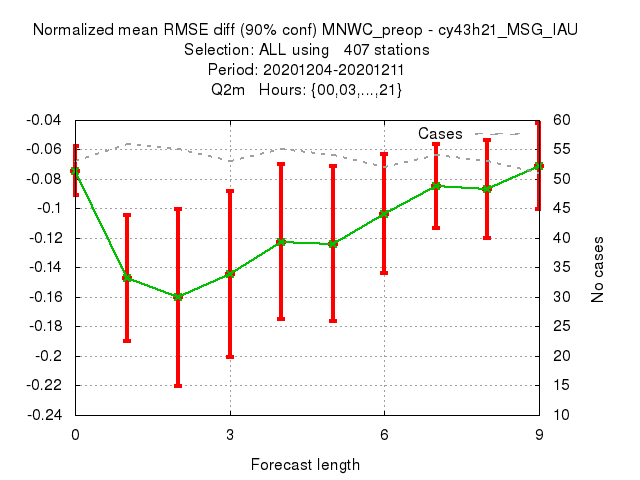 Normalized mean RMSE diff (90% conf) MNWC_preop - cy43h21_MSG_IAU
Selection: ALL using   407 stations
Period: 20201204-20201211
Q2m   Hours: {00,03,...,21}
Cases
-0.04
-0.06
-0.08
-0.1
-0.12
-0.14
-0.16
-0.18
-0.2
-0.22
-0.24
60
55
50
45
40
35
30
25
20
15
10
No cases
0 3 6 9
Forecast length